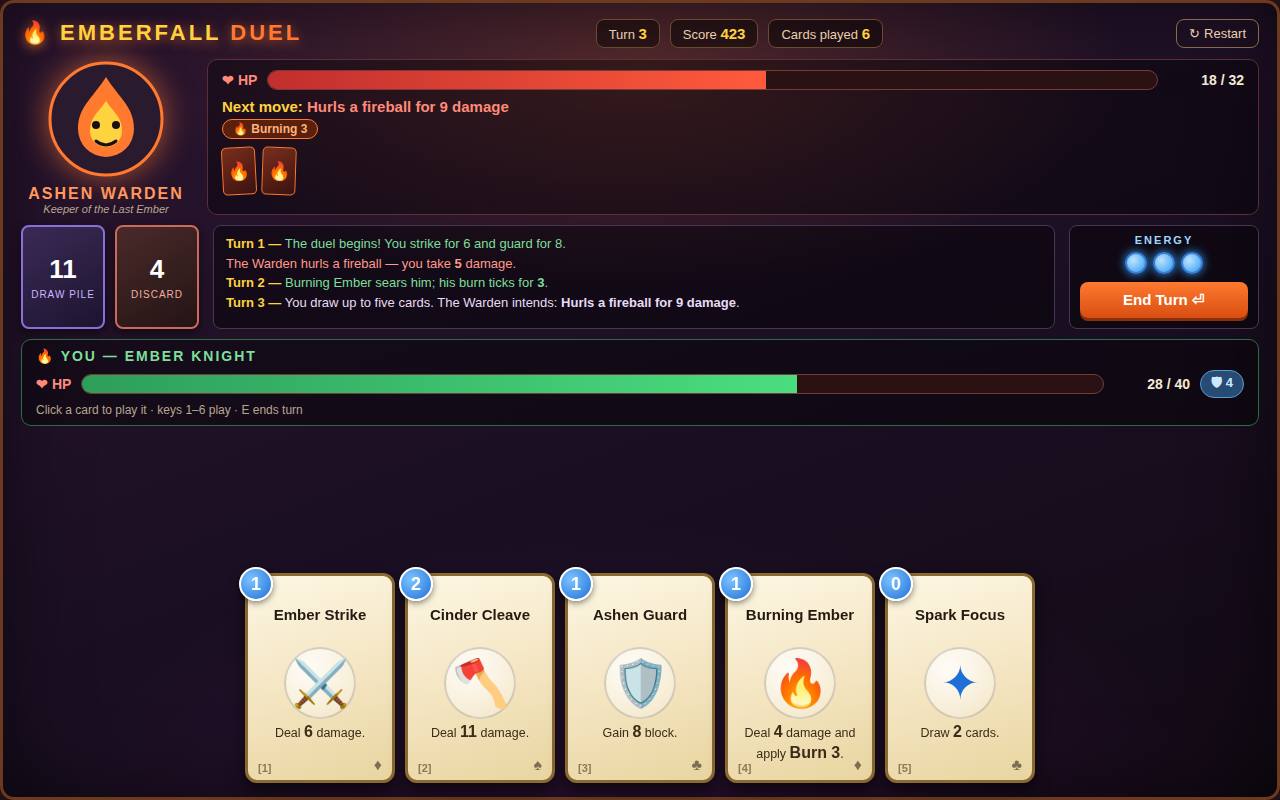 EMBERFALL DUEL
Turn 3
Score 423
Cards played 6
↻ Restart
ASHEN WARDEN
Keeper of the Last Ember
❤ HP
18 / 32
Next move: Hurls a fireball for 9 damage
🔥 Burning 3
11
DRAW PILE
4
DISCARD
Turn 1 — The duel begins! You strike for 6 and guard for 8.
The Warden hurls a fireball — you take 5 damage.
Turn 2 — Burning Ember sears him; his burn ticks for 3.
Turn 3 — You draw up to five cards. The Warden intends: Hurls a fireball for 9 damage.
ENERGY
End Turn ⏎
🔥 YOU — EMBER KNIGHT
❤ HP
28 / 40
🛡 4
Click a card to play it · keys 1–6 play · E ends turn
1
Ember Strike
Deal 6 damage.
[1]
♦
2
Cinder Cleave
Deal 11 damage.
[2]
♠
1
Ashen Guard
Gain 8 block.
[3]
♣
1
Burning Ember
Deal 4 damage and
apply Burn 3.
[4]
♦
0
Spark Focus
Draw 2 cards.
[5]
♣